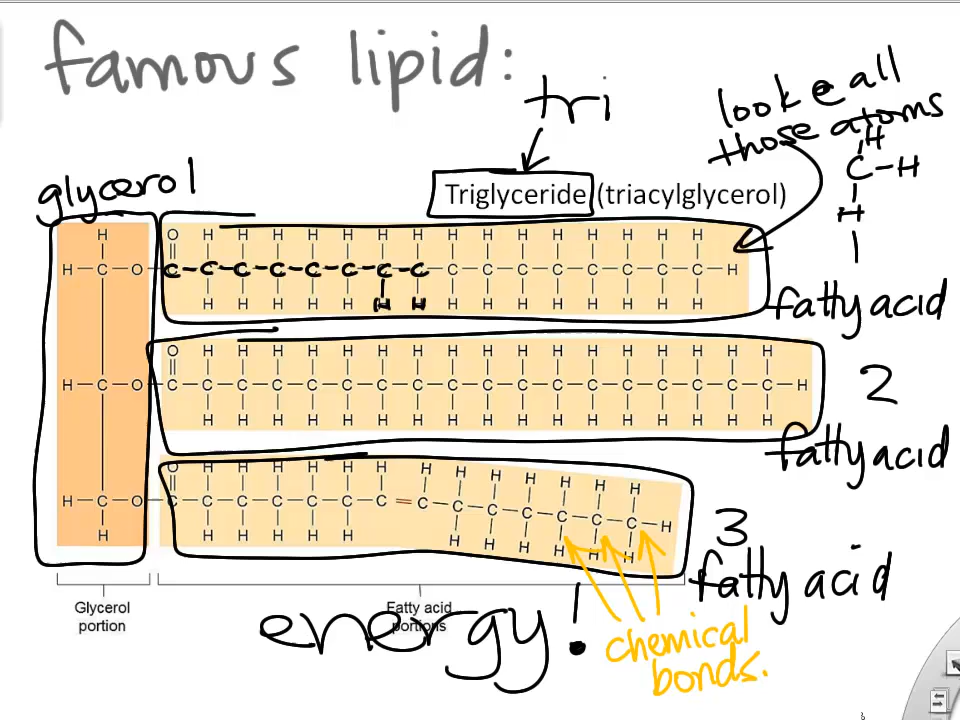 famous lipid:
tri
look @ all
those atoms
H
C-H
H
glycerol
Triglyceride (triacylglycerol)
H O H H H H H H H H H H H H H H H
H-C-O-C-C-C-C-C-C-C-C-C-C-C-C-C-C-C-C-H
H H H H H H H H H H H H H H H
fatty acid
O H H H H H H H H H H H H H H H H H
H-C-O-C-C-C-C-C-C-C-C-C-C-C-C-C-C-C-C-C-C-H
H H H H H H H H H H H H H H H H H
2
fatty acid
O H H H H H H H H H H H H H
H-C-O-C-C-C-C-C-C-C=C-C-C-C-C-C-C-H
H H H H H H H H H H H H
3
fatty acid
Glycerol
portion
Fatty acid
portions
energy!
chemical
bonds.